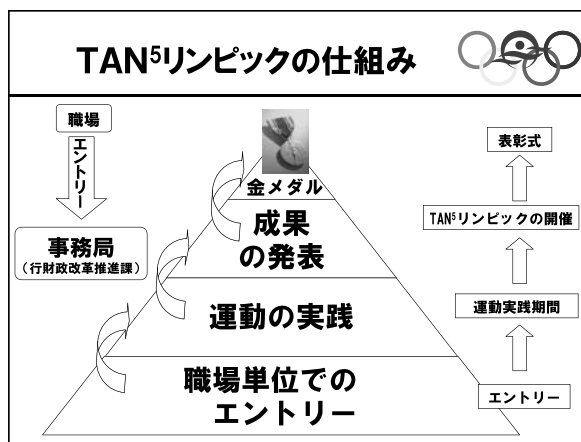 TAN⁵リンピックの仕組み
職場
エントリー
事務局
（行財政改革推進課）
金メダル
成果
の発表
運動の実践
職場単位での
エントリー
表彰式
TAN⁵リンピックの開催
運動実践期間
エントリー